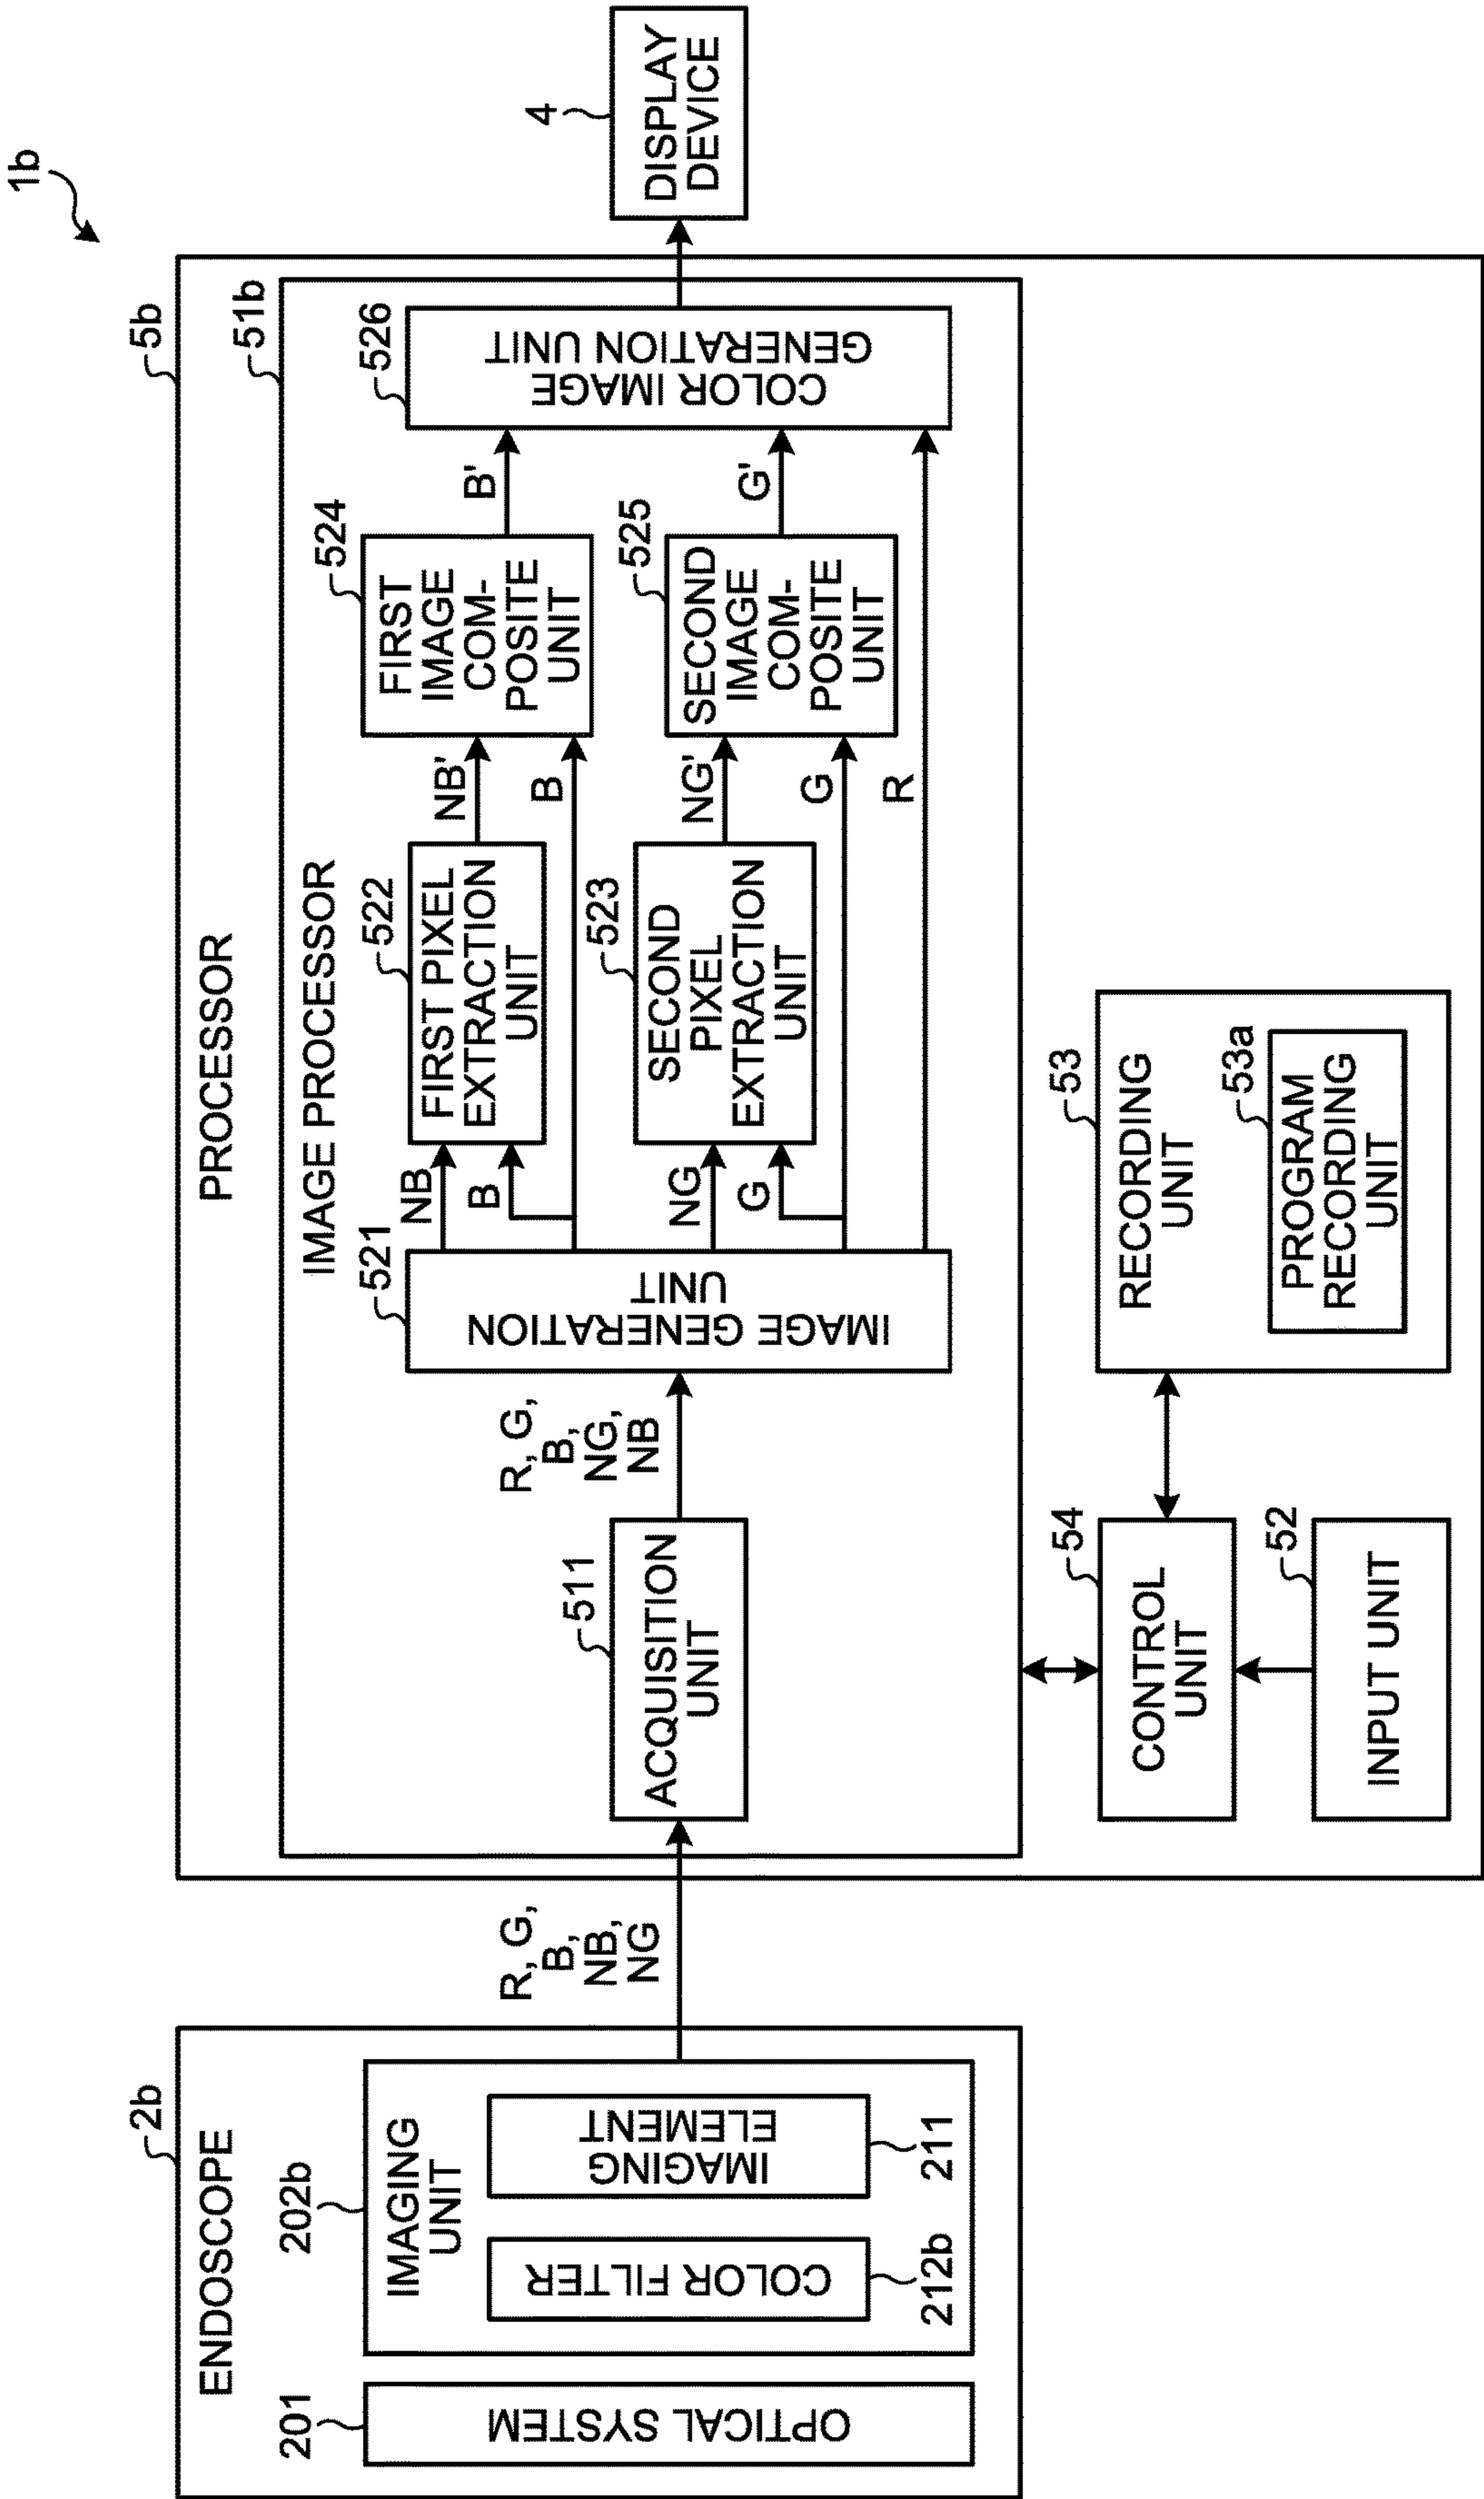 1b
2b
ENDOSCOPE
201
OPTICAL SYSTEM
202b
IMAGING
UNIT
COLOR FILTER
212b
IMAGING
ELEMENT
211
R, G,
B,
NB,
NG
5b
PROCESSOR
51b
IMAGE PROCESSOR
511
ACQUISITION
UNIT
R, G,
B,
NG,
NB
521
IMAGE GENERATION
UNIT
NB
B
NG
G
522
FIRST PIXEL
EXTRACTION
UNIT
523
SECOND
PIXEL
EXTRACTION
UNIT
NB'
B
NG'
G
R
524
FIRST
IMAGE
COM-
POSITE
UNIT
525
SECOND
IMAGE
COM-
POSITE
UNIT
B'
G'
526
COLOR IMAGE
GENERATION UNIT
4
DISPLAY
DEVICE
54
CONTROL
UNIT
52
INPUT UNIT
53
RECORDING
UNIT
53a
PROGRAM
RECORDING
UNIT